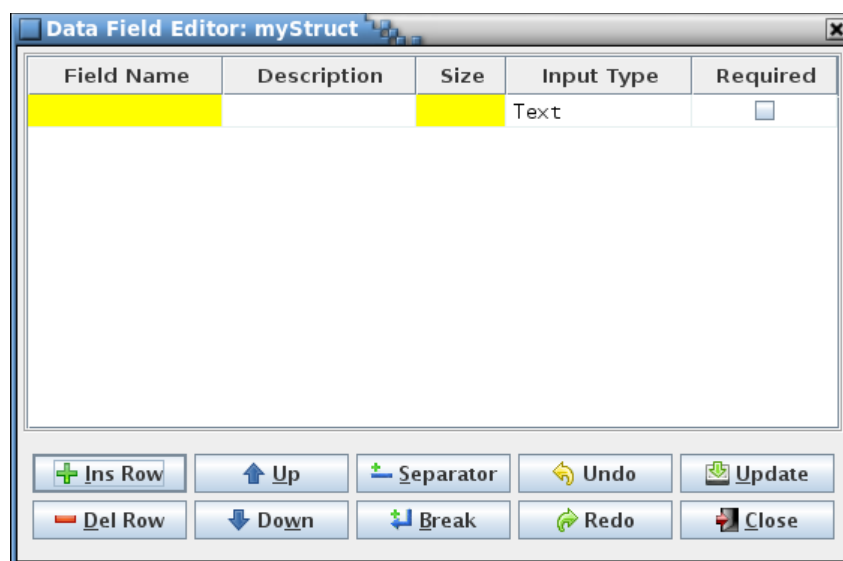 Data Field Editor: myStruct
Field Name Description Size Input Type Required
Text
Ins Row Up Separator Undo Update
Del Row Down Break Redo Close